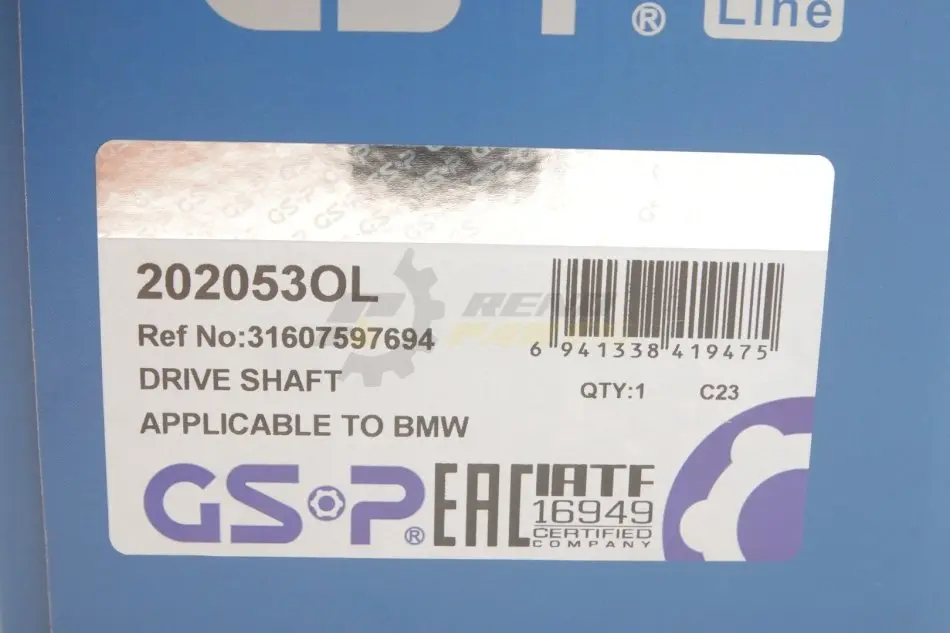 GSP®
Line
202053OL
Ref No:31607597694
DRIVE SHAFT
APPLICABLE TO BMW
6 941338 419475
QTY:1 C23
GS·P®
EAC
IATF
16949
CERTIFIED
COMPANY